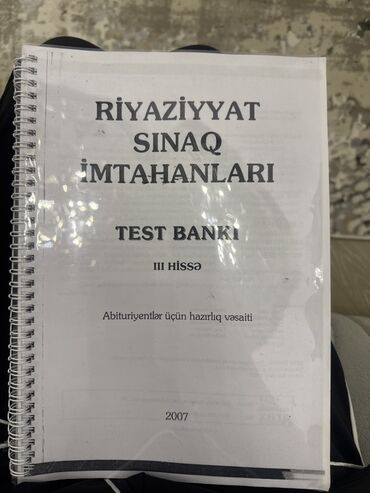 RİYAZİYYAT
SINAQ
İMTAHANLARI
TEST BANKI
III HİSSƏ
Abituriyentlər üçün hazırlıq vəsaiti
2007